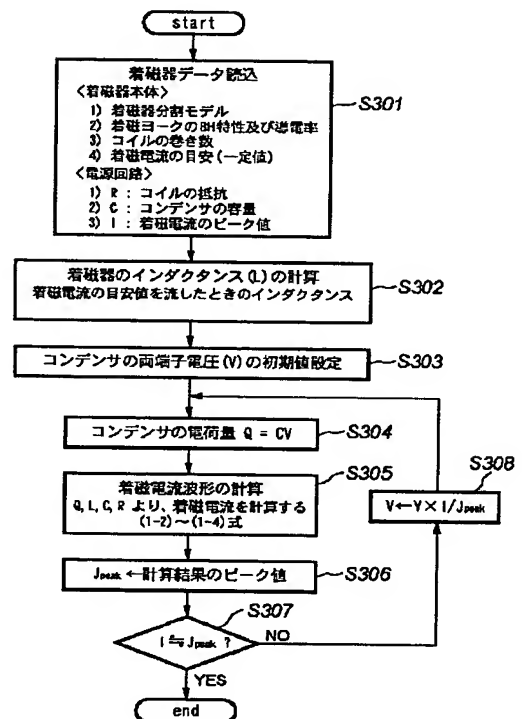 start
着磁器データ読込
〈着磁器本体〉
1) 着磁器分割モデル
2) 着磁ヨークのBH特性及び導電率
3) コイルの巻き数
4) 着磁電流の目安(一定値)
〈電源回路〉
1) R : コイルの抵抗
2) C : コンデンサの容量
3) I : 着磁電流のピーク値
S301
着磁器のインダクタンス(L)の計算
着磁電流の目安値を流したときのインダクタンス
S302
コンデンサの両端子電圧(V)の初期値設定
S303
コンデンサの電荷量 Q = CV
S304
着磁電流波形の計算
Q, L, C, R より、着磁電流を計算する
(1-2)~(1-4)式
S305
Jpeak ←計算結果のピーク値
S306
I ≒ Jpeak ?
S307
NO
V←V×I/Jpeak
S308
YES
end